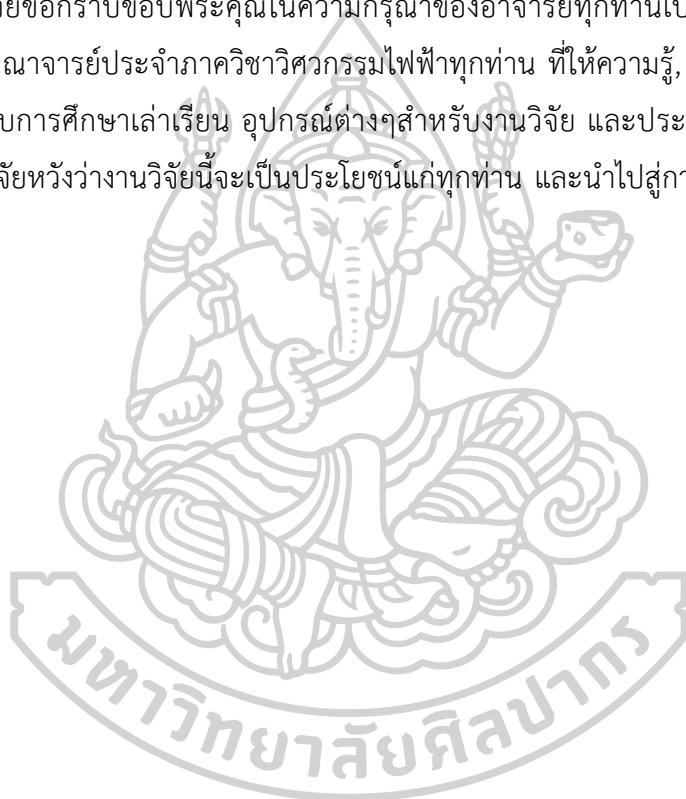 ขอกราบขอบพระคุณในความกรุณาของอาจารย์ทุกท่าน
ณาจารย์ประจำภาควิชาวิศวกรรมไฟฟ้าทุกท่าน ที่ให้ความรู้,
บการศึกษาเล่าเรียน อุปกรณ์ต่างๆสำหรับงานวิจัย และประ
จัยหวังว่างานวิจัยนี้จะเป็นประโยชน์แก่ทุกท่าน และนำไปสู่กา
มหาวิทยาลัยศิลปากร